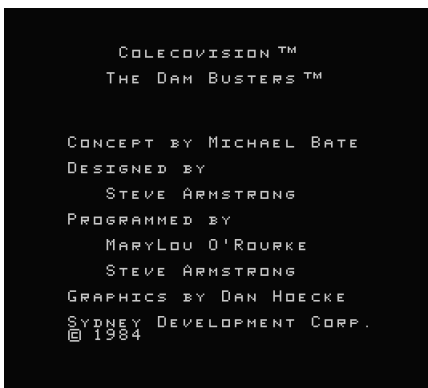 Colecovision™
The Dam Busters™
Concept by Michael Bate
Designed by
Steve Armstrong
Programmed by
MaryLou O'Rourke
Steve Armstrong
Graphics by Dan Hoecke
Sydney Development Corp.
© 1984